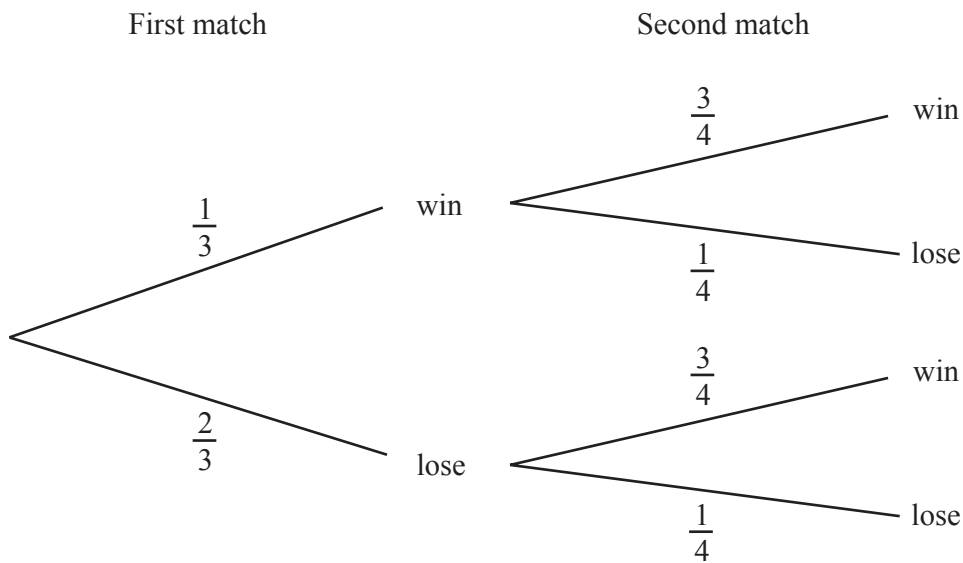 First match Second match
3/4 win
1/3 win
1/4 lose
3/4 win
2/3 lose
1/4 lose